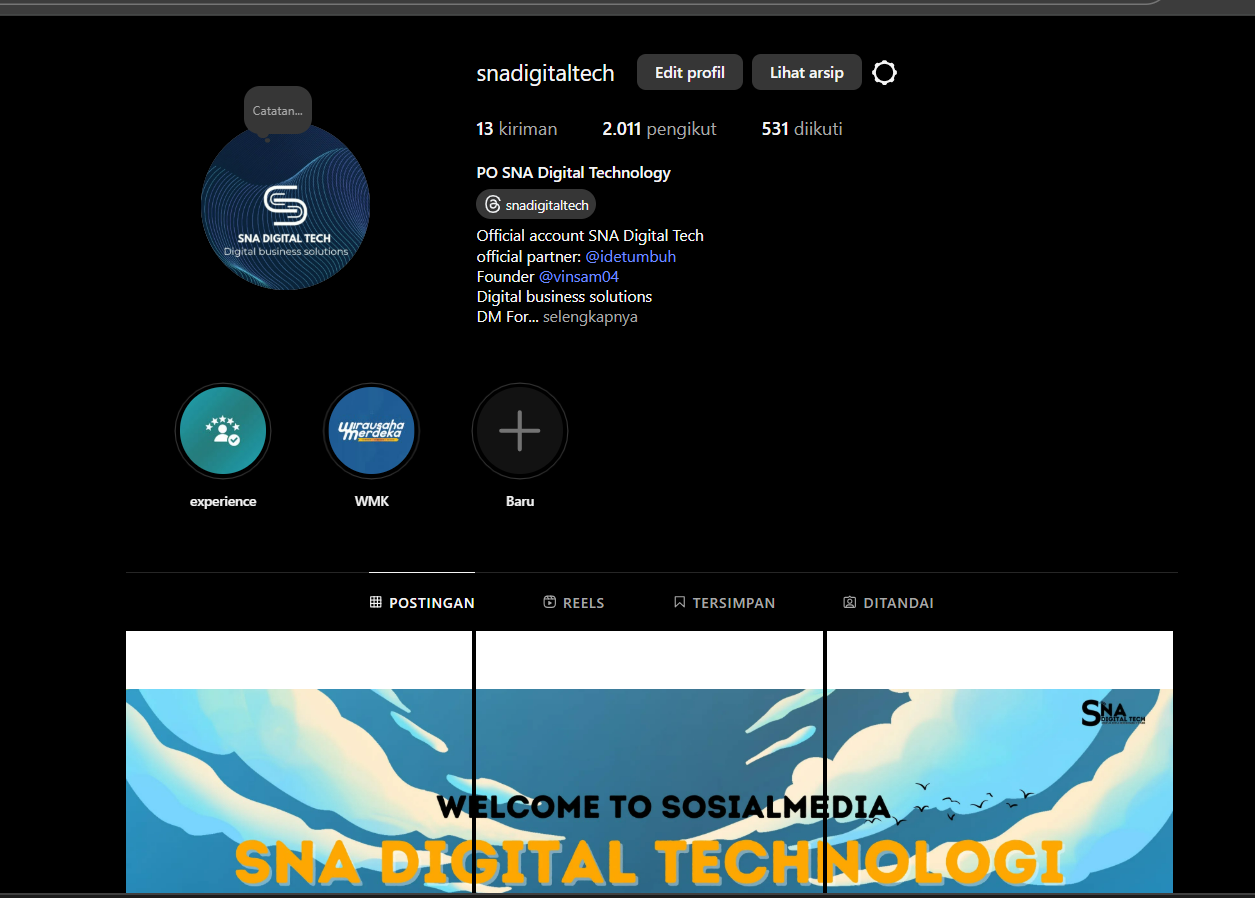 snadigitaltech Edit profil Lihat arsip
Catatan...
13 kiriman 2.011 pengikut 531 diikuti
PO SNA Digital Technology
snadigitaltech
SNA DIGITAL TECH
Digital business solutions
Official account SNA Digital Tech
official partner: @idetumbuh
Founder @vinsam04
Digital business solutions
DM For... selengkapnya
wirausaha
merdeka
experience WMK Baru
POSTINGAN REELS TERSIMPAN DITANDAI
SNA
DIGITAL TECH
WELCOME TO SOSIALMEDIA
SNA DIGITAL TECHNOLOGI